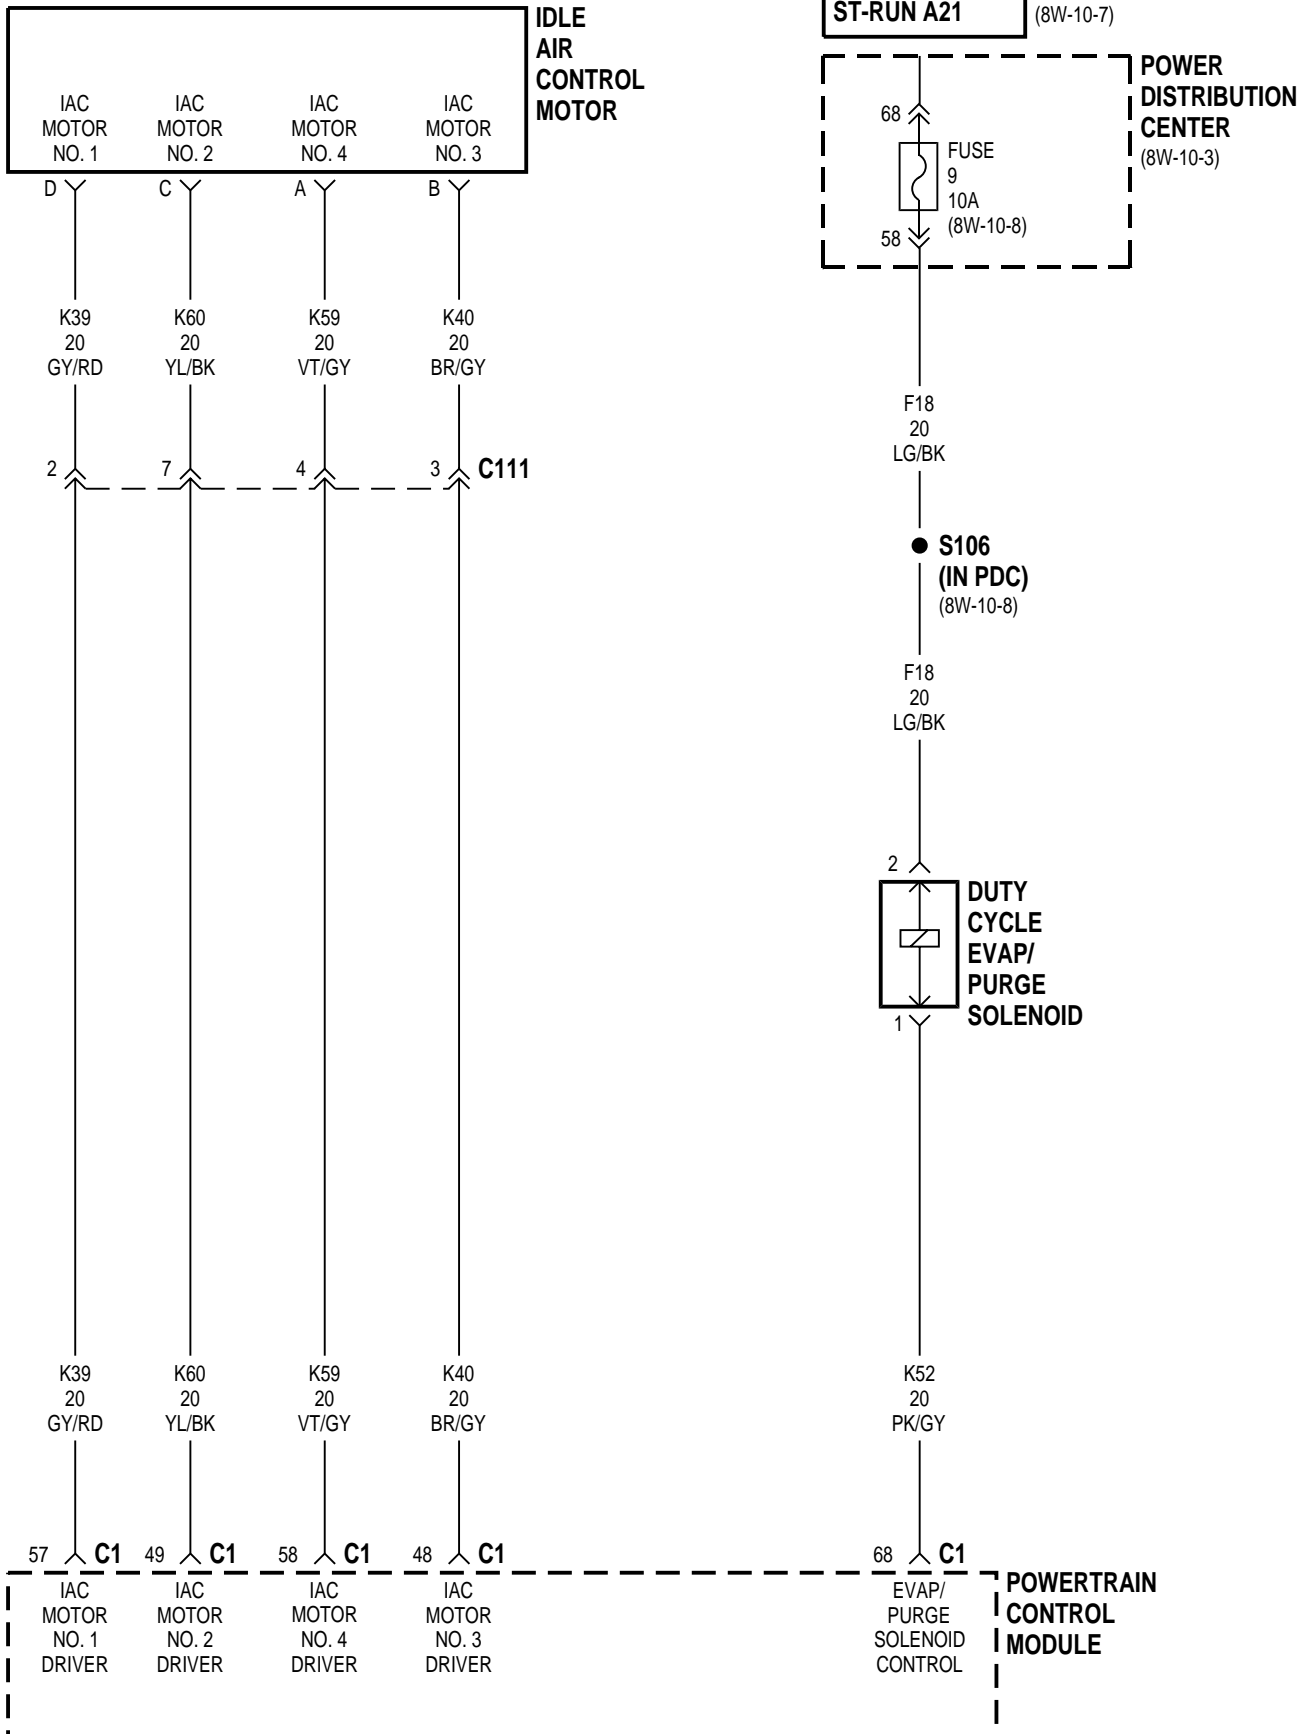 IDLE
AIR
CONTROL
MOTOR
IAC
MOTOR
NO. 1
IAC
MOTOR
NO. 2
IAC
MOTOR
NO. 4
IAC
MOTOR
NO. 3
D
C
A
B
K39
20
GY/RD
K60
20
YL/BK
K59
20
VT/GY
K40
20
BR/GY
2
7
4
3
C111
K39
20
GY/RD
K60
20
YL/BK
K59
20
VT/GY
K40
20
BR/GY
57
C1
49
C1
58
C1
48
C1
IAC
MOTOR
NO. 1
DRIVER
IAC
MOTOR
NO. 2
DRIVER
IAC
MOTOR
NO. 4
DRIVER
IAC
MOTOR
NO. 3
DRIVER
ST-RUN A21
(8W-10-7)
POWER
DISTRIBUTION
CENTER
(8W-10-3)
68
FUSE
9
10A
(8W-10-8)
58
F18
20
LG/BK
S106
(IN PDC)
(8W-10-8)
F18
20
LG/BK
2
DUTY
CYCLE
EVAP/
PURGE
SOLENOID
1
K52
20
PK/GY
68
C1
EVAP/
PURGE
SOLENOID
CONTROL
POWERTRAIN
CONTROL
MODULE